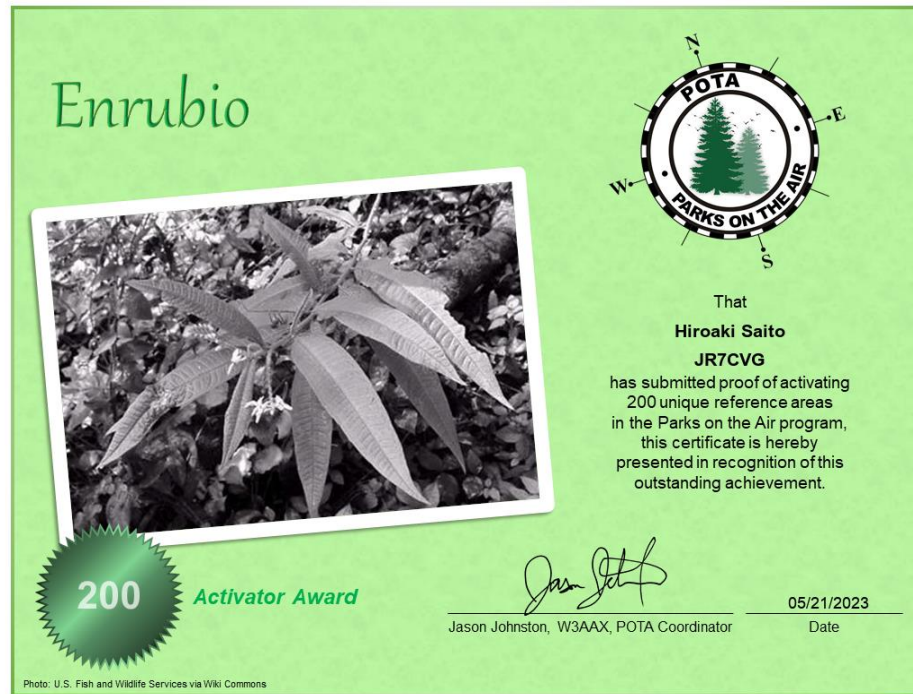 Enrubio
N
POTA
E
W
PARKS ON THE AIR
S
That
Hiroaki Saito
JR7CVG
has submitted proof of activating
200 unique reference areas
in the Parks on the Air program,
this certificate is hereby
presented in recognition of this
outstanding achievement.
200
Activator Award
05/21/2023
Jason Johnston, W3AAX, POTA Coordinator
Date
Photo: U.S. Fish and Wildlife Services via Wiki Commons